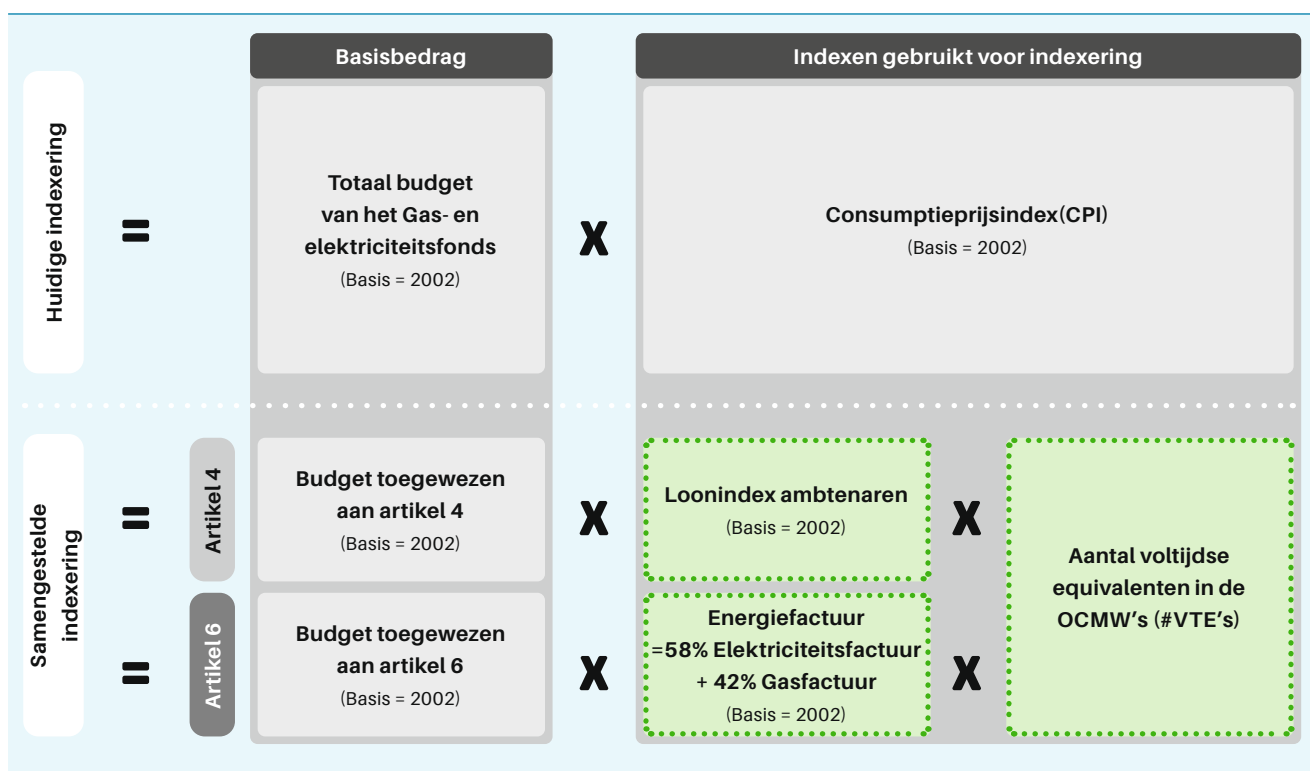 Basisbedrag
Indexen gebruikt voor indexering
Huidige indexering
=
Totaal budget
van het Gas- en
elektriciteitsfonds
(Basis = 2002)
X
Consumptieprijsindex(CPI)
(Basis = 2002)
Samengestelde
indexering
=
Artikel 4
Budget toegewezen
aan artikel 4
(Basis = 2002)
X
Loonindex ambtenaren
(Basis = 2002)
X
=
Artikel 6
Budget toegewezen
aan artikel 6
(Basis = 2002)
X
Energiefactuur
=58% Elektriciteitsfactuur
+ 42% Gasfactuur
(Basis = 2002)
X
Aantal voltijdse
equivalenten in de
OCMW’s (#VTE’s)